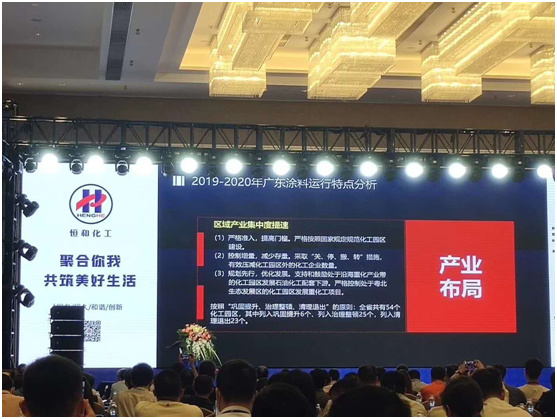 2019-2020年广东涂料运行特点分析
HENGHE
恒和化工
聚合你我
共筑美好生活
/和谐/创新
区域产业集中度提速
(1) 严格准入，提高门槛。严格按照国家规定规范化工园区
建设。
(2) 控制增量，减少存量。采取“关、停、搬、转”措施，
有效压减化工园区外的化工企业数量。
(3) 规划先行，优化发展。支持和鼓励处于沿海重化产业带
的化工园区发展石油化工配套下游，严格控制处于粤北
生态发展区的化工园区发展重化工项目。
按照“巩固提升、治理整顿、清理退出”的原则：全省共有54个
化工园区，其中列入巩固提升6个、列入治理整顿25个，列入清
理退出23个。
产业
布局